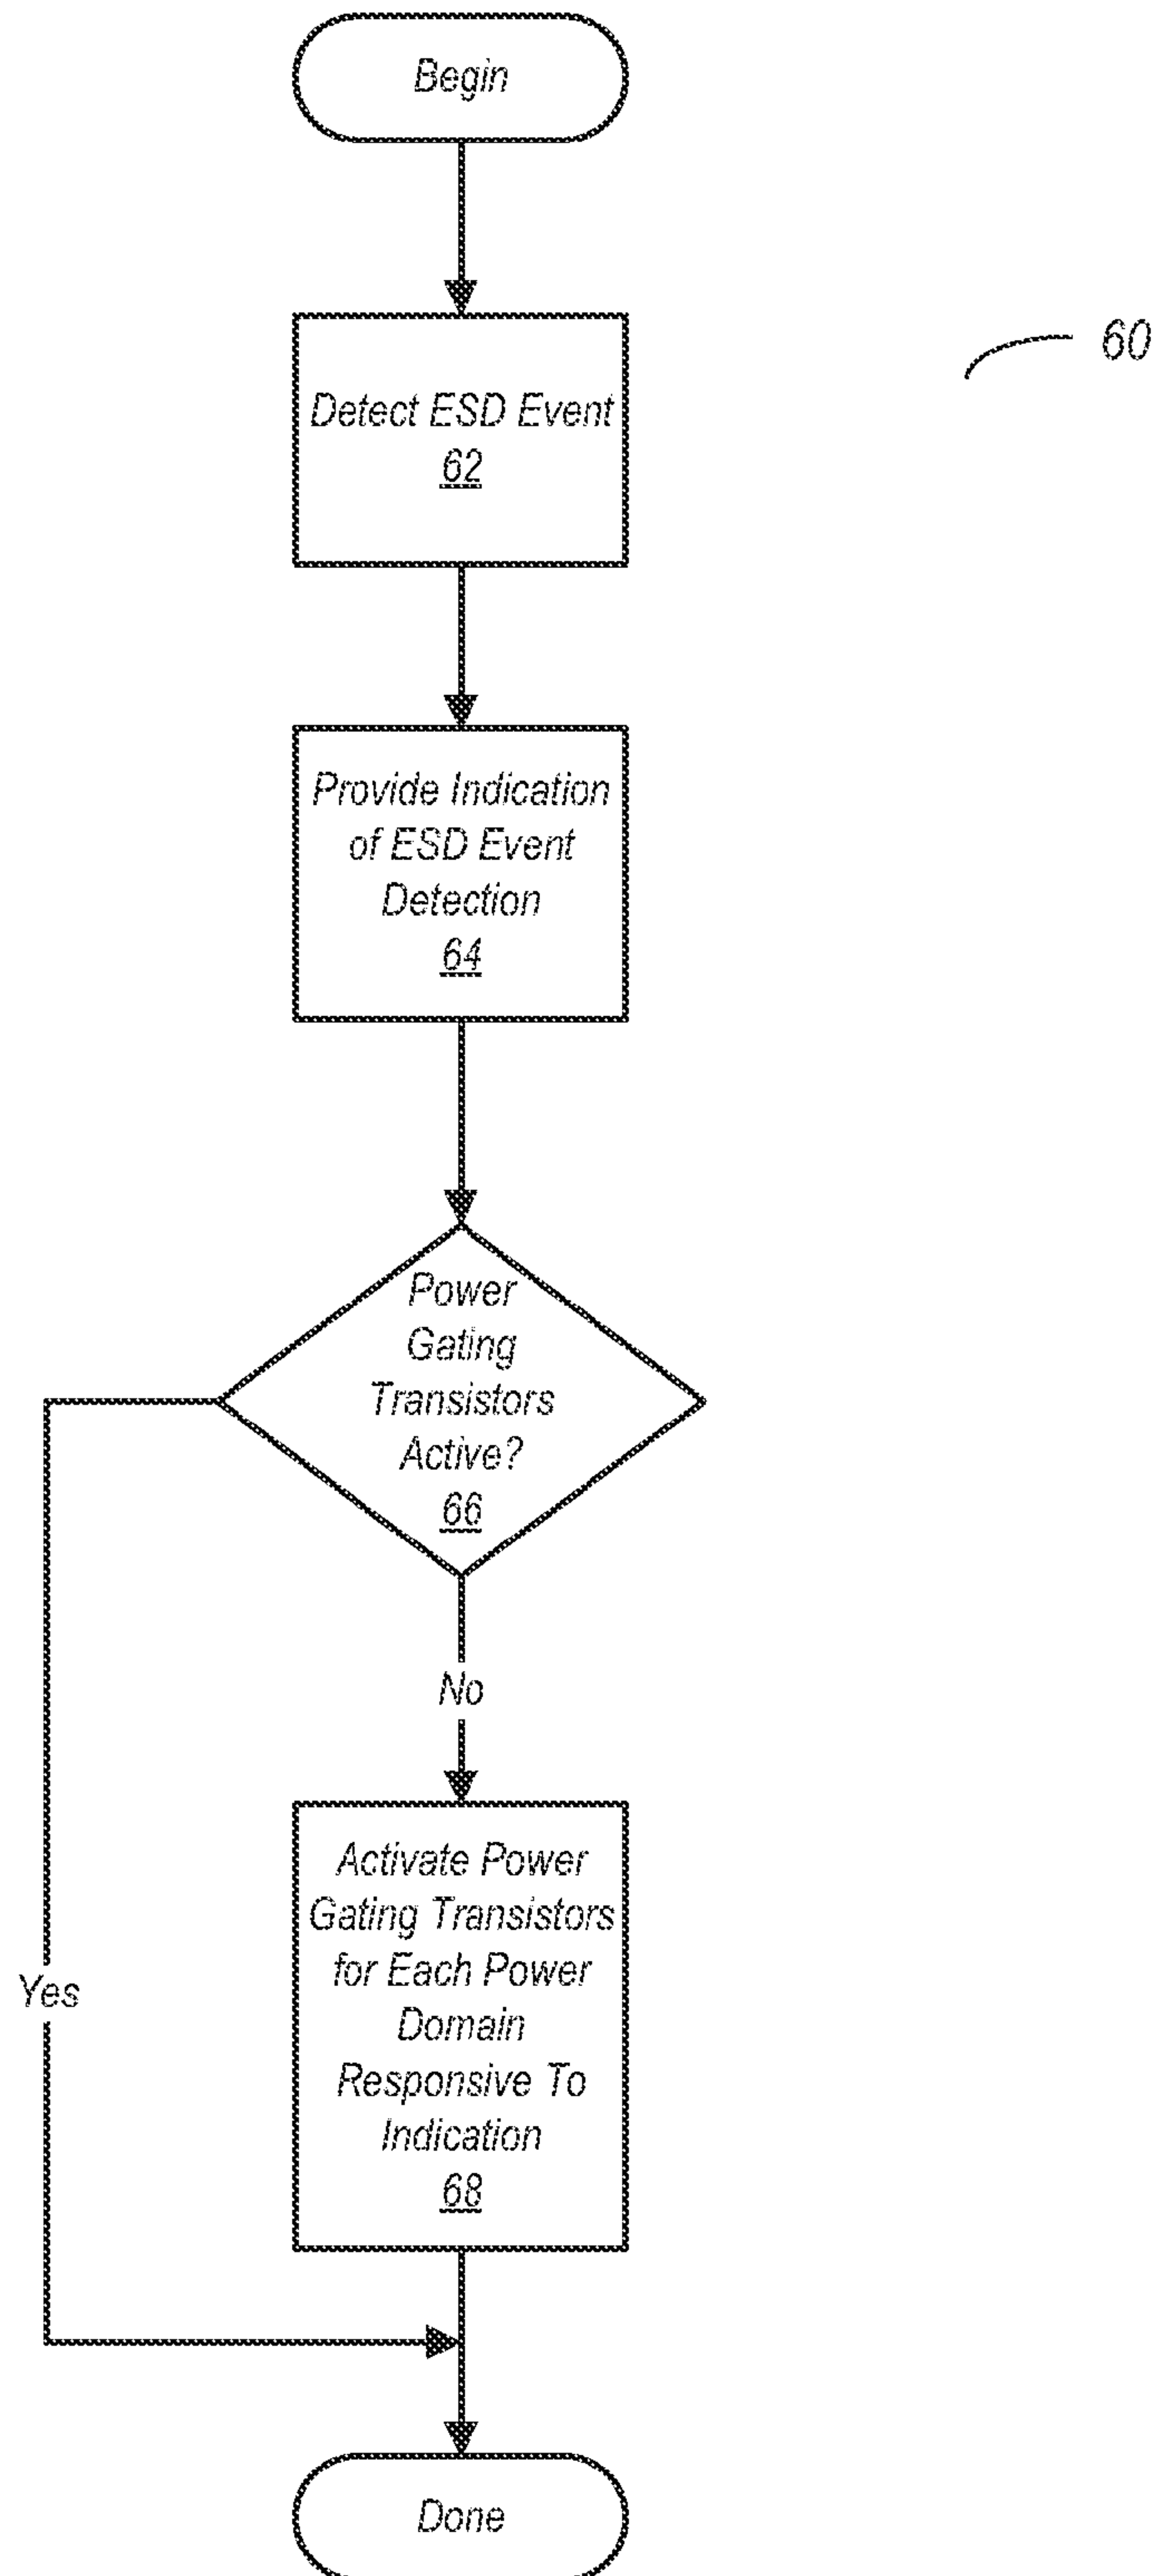 Begin
60
Detect ESD Event
62
Provide Indication
of ESD Event
Detection
64
Power
Gating
Transistors
Active?
66
No
Activate Power
Gating Transistors
for Each Power
Domain
Responsive To
Indication
68
Yes
Done